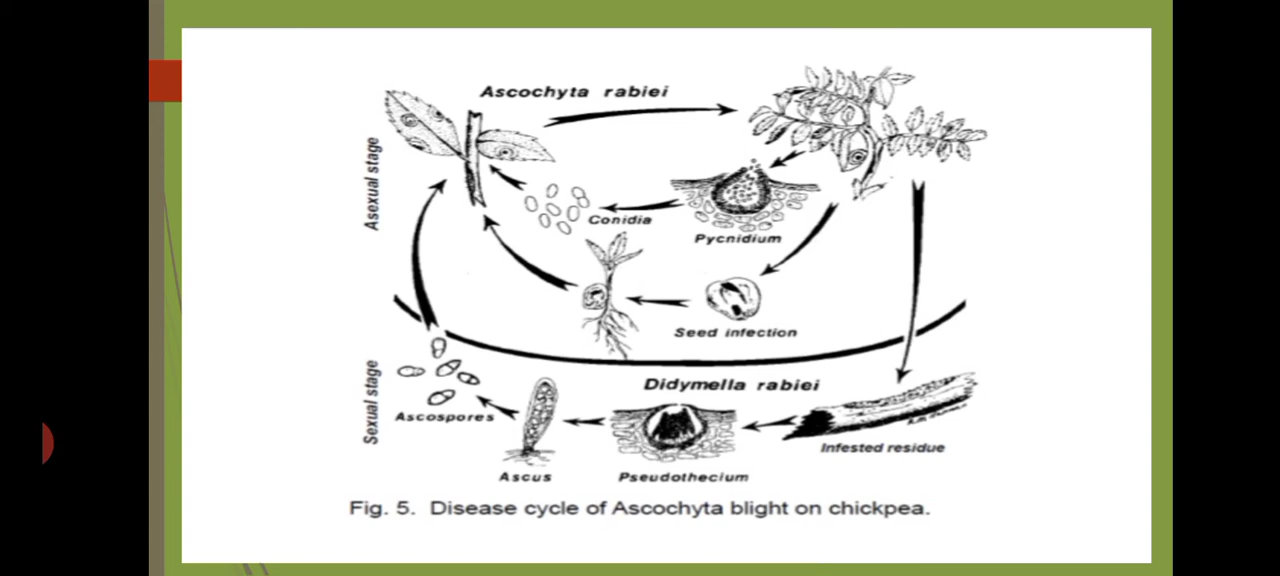 Ascochyta rabiei
Asexual stage
Conidia
Pycnidium
Seed infection
Sexual stage
Didymella rabiei
Ascospores
Infested residue
Ascus
Pseudothecium
Fig. 5. Disease cycle of Ascochyta blight on chickpea.